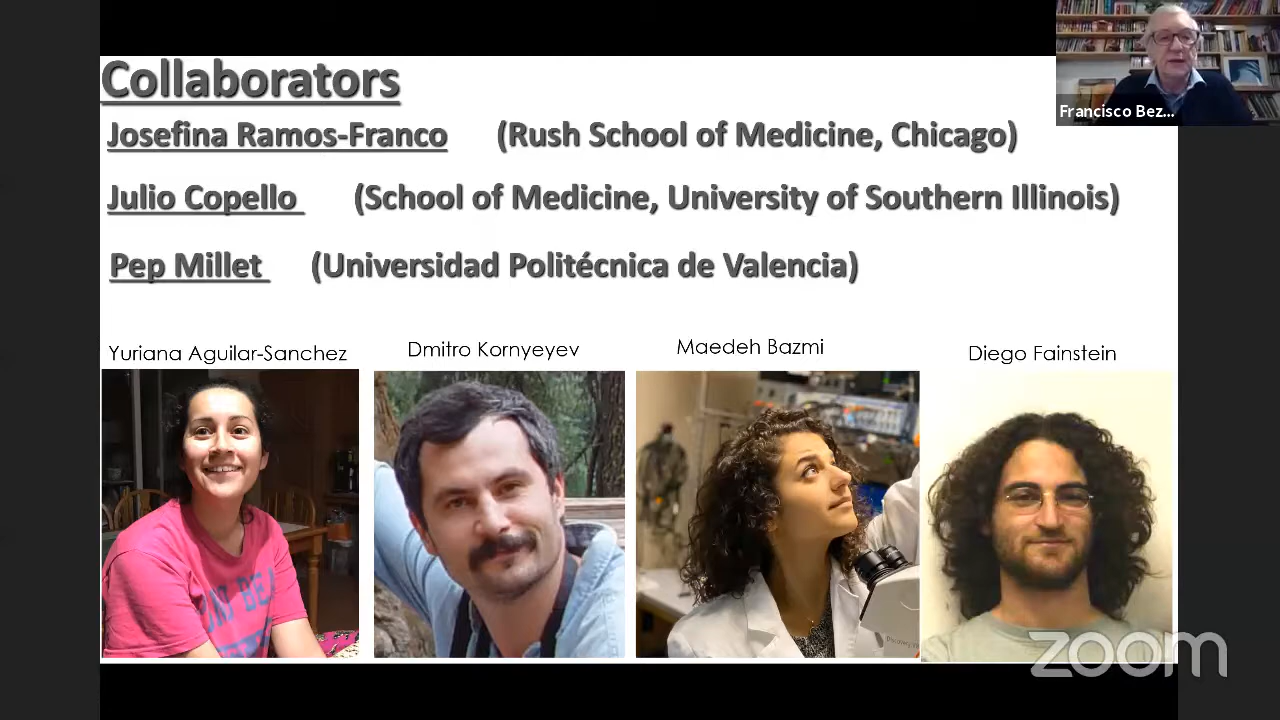 Collaborators
Francisco Bez...
Josefina Ramos-Franco (Rush School of Medicine, Chicago)
Julio Copello (School of Medicine, University of Southern Illinois)
Pep Millet (Universidad Politécnica de Valencia)
Yuriana Aguilar-Sanchez
Dmitro Kornyeyev
Maedeh Bazmi
Diego Fainstein
zoom